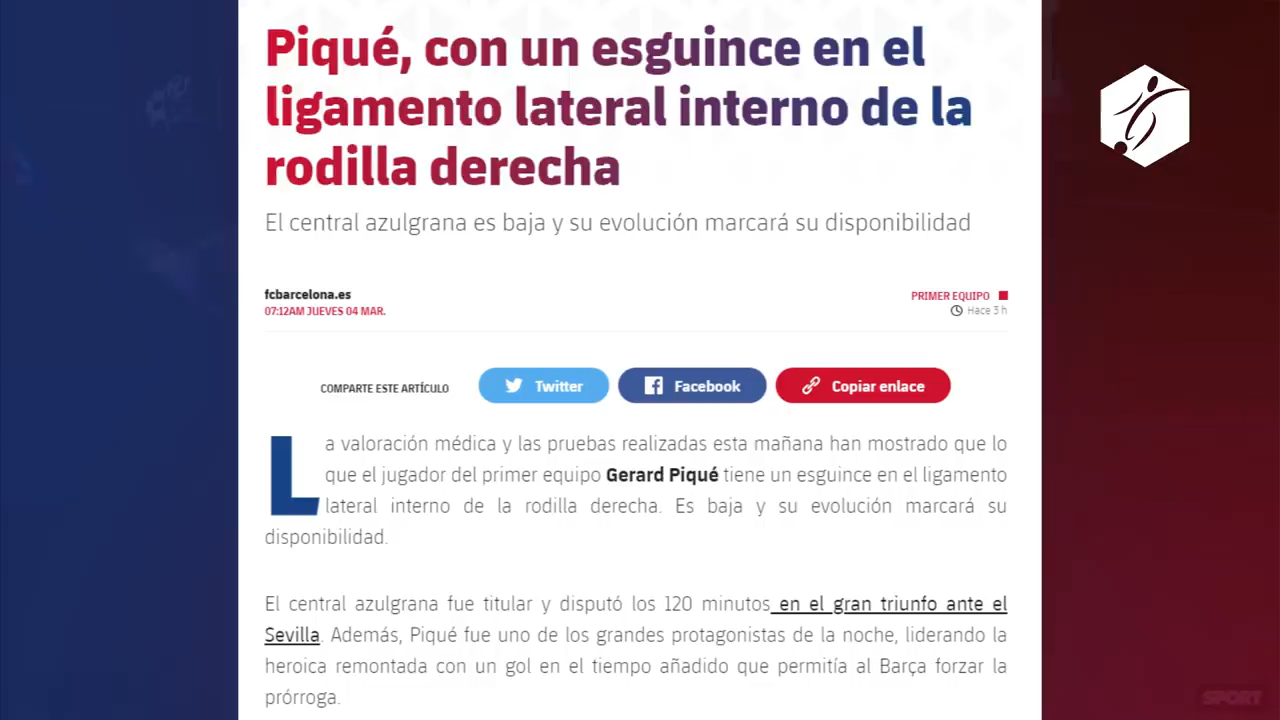 Piqué, con un esguince en el
ligamento lateral interno de la
rodilla derecha
El central azulgrana es baja y su evolución marcará su disponibilidad
fcbarcelona.es
07:12AM JUEVES 04 MAR.
PRIMER EQUIPO
Hace 3 h
COMPARTE ESTE ARTÍCULO
Twitter
Facebook
Copiar enlace
La valoración médica y las pruebas realizadas esta mañana han mostrado que lo
que el jugador del primer equipo Gerard Piqué tiene un esguince en el ligamento
lateral interno de la rodilla derecha. Es baja y su evolución marcará su
disponibilidad.
El central azulgrana fue titular y disputó los 120 minutos en el gran triunfo ante el
Sevilla. Además, Piqué fue uno de los grandes protagonistas de la noche, liderando la
heroica remontada con un gol en el tiempo añadido que permitía al Barça forzar la
prórroga.
SPORT